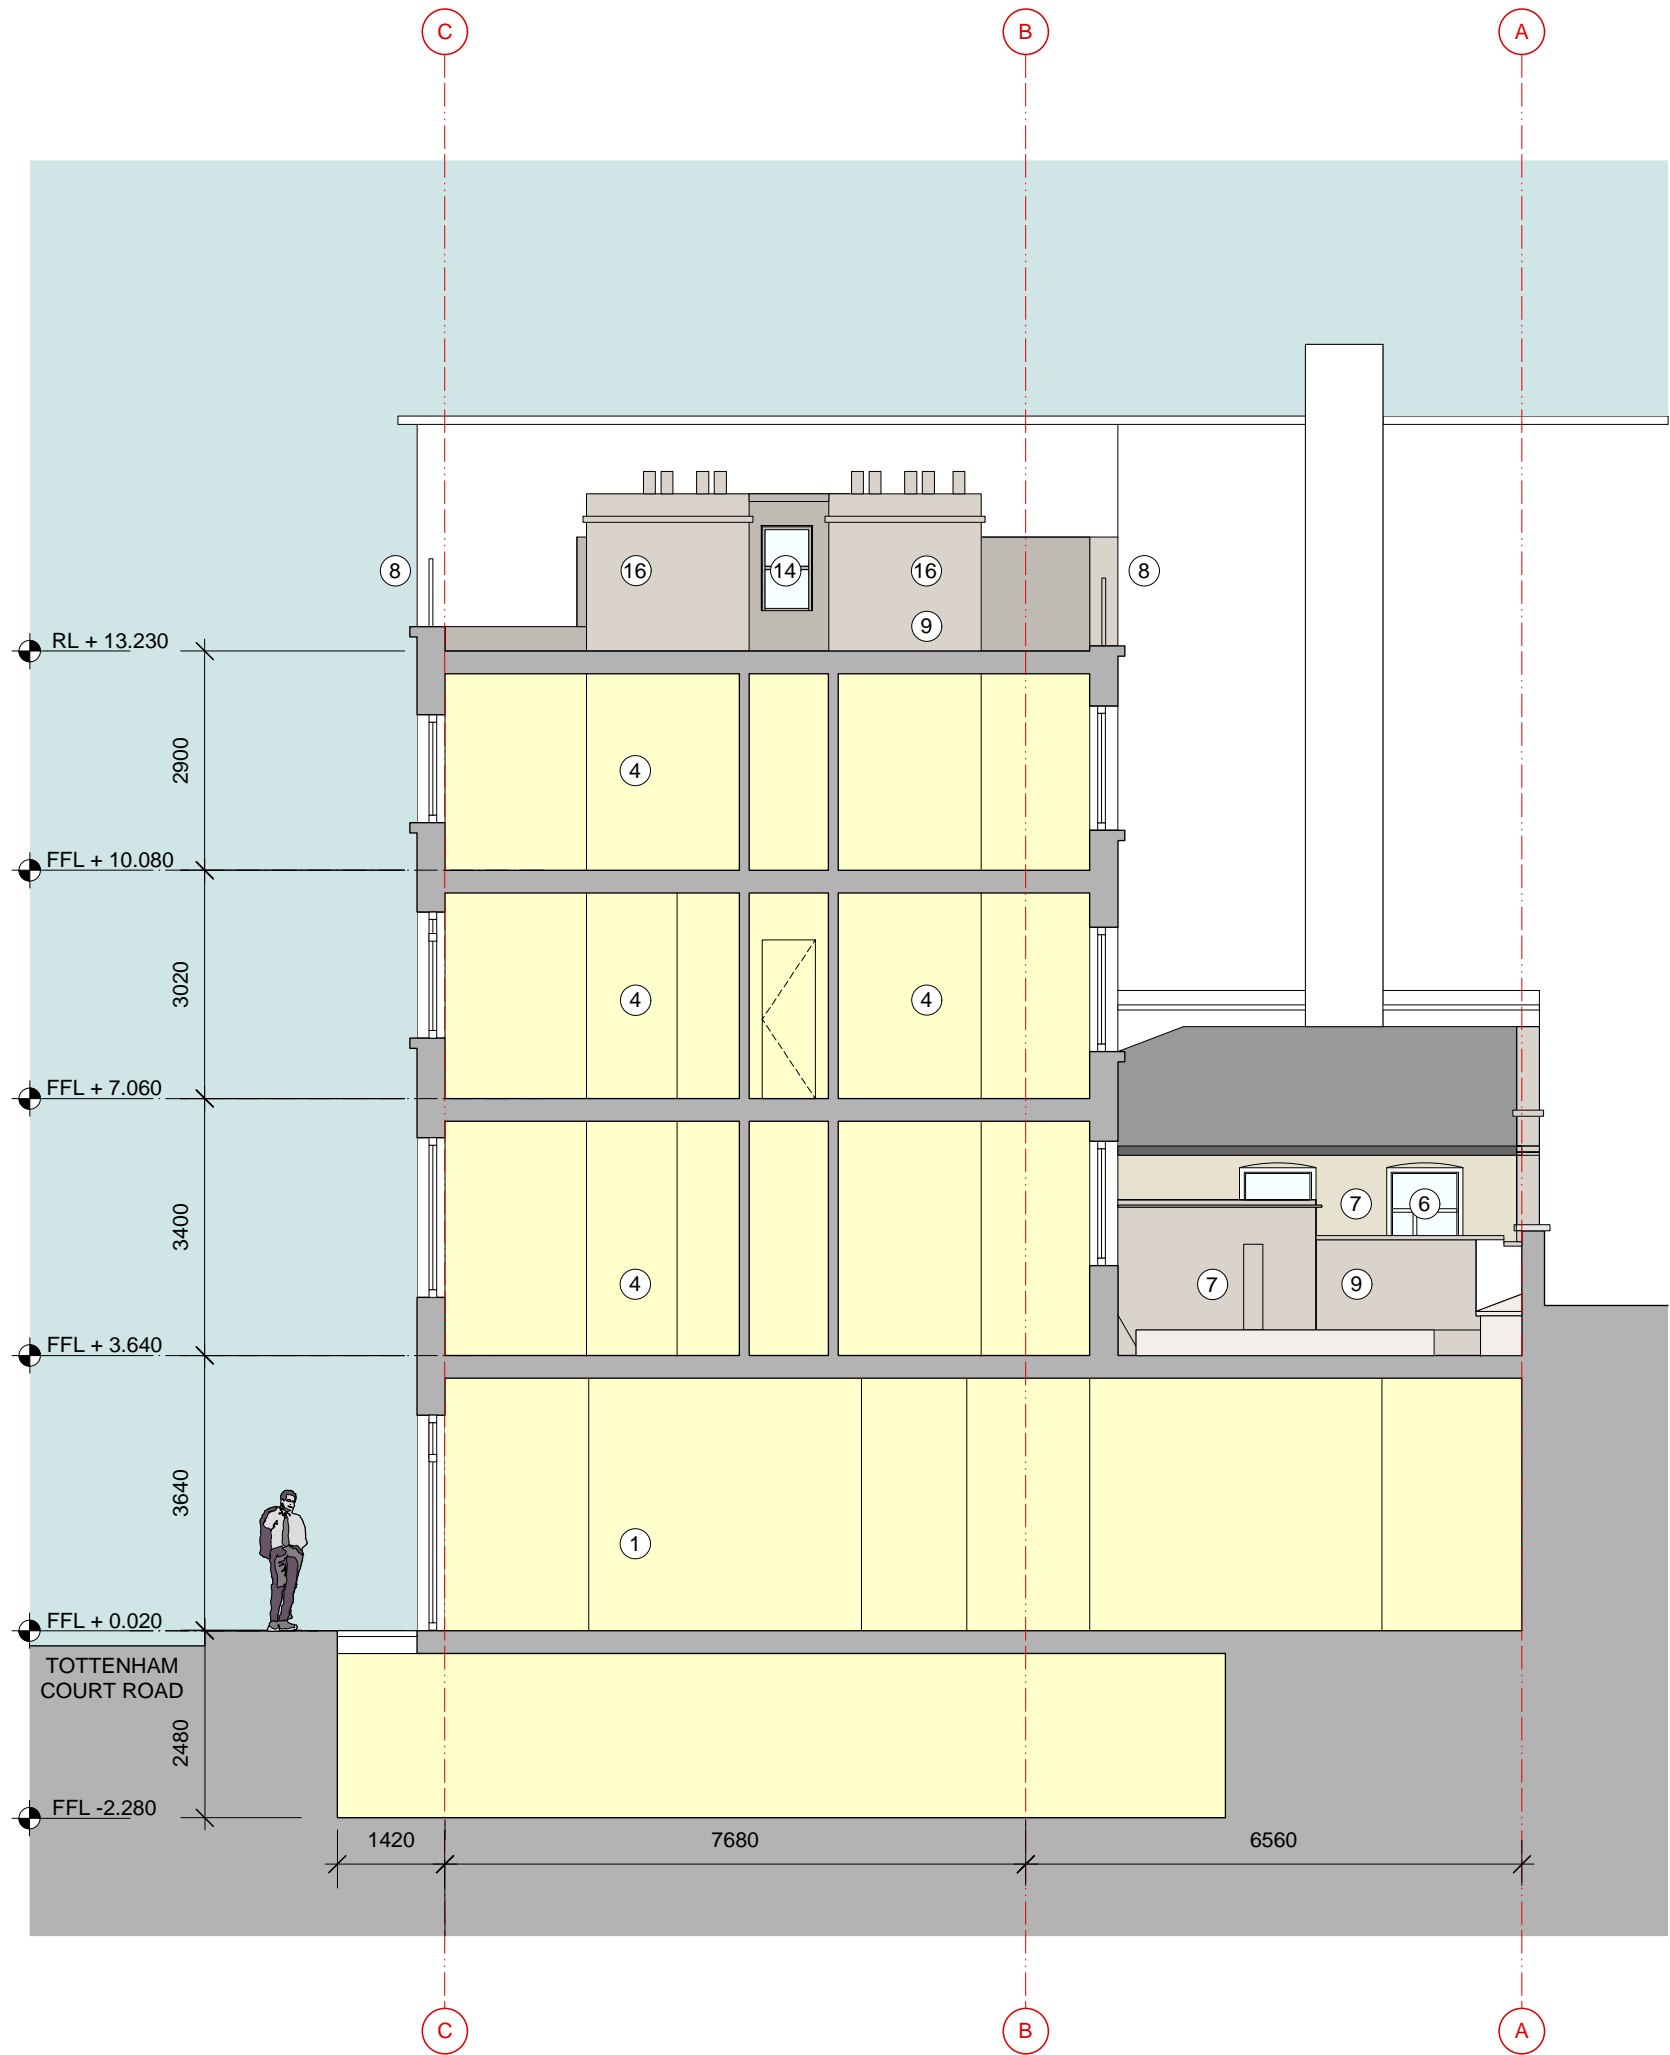 C B A
8 16 14 16 8
9
RL + 13.230
2900
4
FFL + 10.080
3020
4 4
FFL + 7.060
3400
7 6
4 7 9
FFL + 3.640
3640
1
FFL + 0.020
TOTTENHAM
COURT ROAD
2480
FFL -2.280
1420 7680 6560
C B A